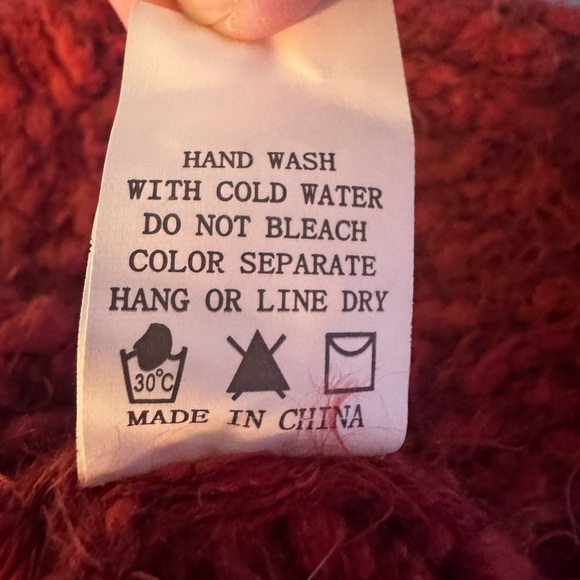 HAND WASH
WITH COLD WATER
DO NOT BLEACH
COLOR SEPARATE
HANG OR LINE DRY
30°C
MADE IN CHINA